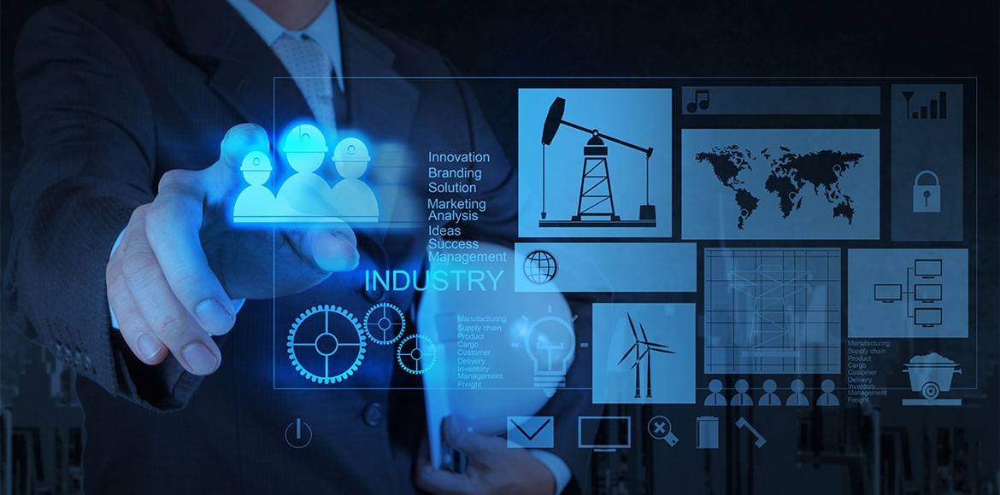 Innovation
Branding
Solution
Marketing
Analysis
Ideas
Success
Management
INDUSTRY
Manufacturing
Supply chain
Product
Cargo
Customer
Delivery
Inventory
Management
Freight
Manufacturing
Supply chain
Product
Cargo
Customer
Delivery
Inventory
Management
Freight